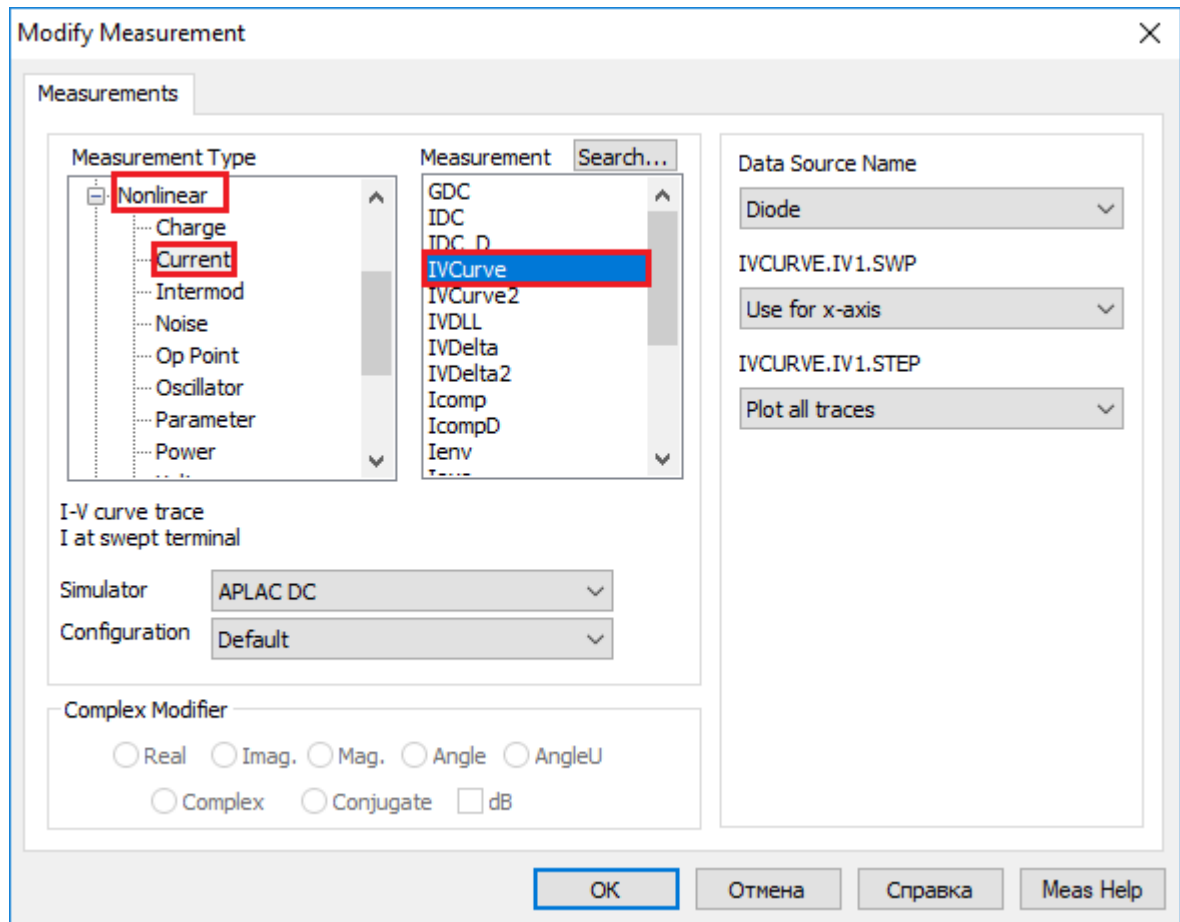 Modify Measurement
Measurements
Measurement Type
Nonlinear
Charge
Current
Intermod
Noise
Op Point
Oscillator
Parameter
Power
Measurement
Search...
GDC
IDC
IDC_D
IVCurve
IVCurve2
IVDLL
IVDelta
IVDelta2
Icomp
IcompD
Ienv
I-V curve trace
I at swept terminal
Simulator
APLAC DC
Configuration
Default
Complex Modifier
Real Imag. Mag. Angle AngleU
Complex Conjugate dB
Data Source Name
Diode
IVCURVE.IV1.SWP
Use for x-axis
IVCURVE.IV1.STEP
Plot all traces
OK Отмена Справка Meas Help